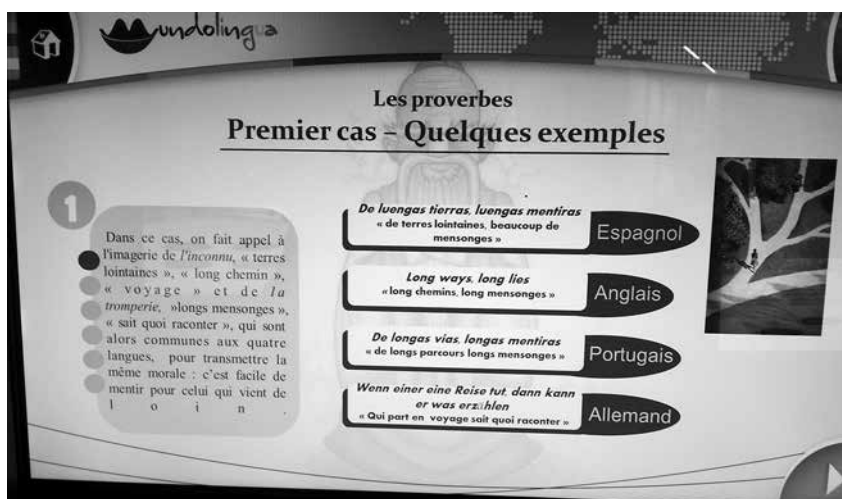 Mundolingua
Les proverbes
Premier cas – Quelques exemples
1
Dans ce cas, on fait appel à
l'imagerie de l'inconnu, « terres
lointaines », « long chemin »,
« voyage » et de la
tromperie, »longs mensonges »,
« sait quoi raconter », qui sont
alors communes aux quatre
langues, pour transmettre la
même morale : c'est facile de
mentir pour celui qui vient de
l o i n .
De luengas tierras, luengas mentiras
« de terres lointaines, beaucoup de
mensonges »
Espagnol
Long ways, long lies
« long chemins, long mensonges »
Anglais
De longas vias, longas mentiras
« de longs parcours longs mensonges »
Portugais
Wenn einer eine Reise tut, dann kann
er was erzählen
« Qui part en voyage sait quoi raconter »
Allemand